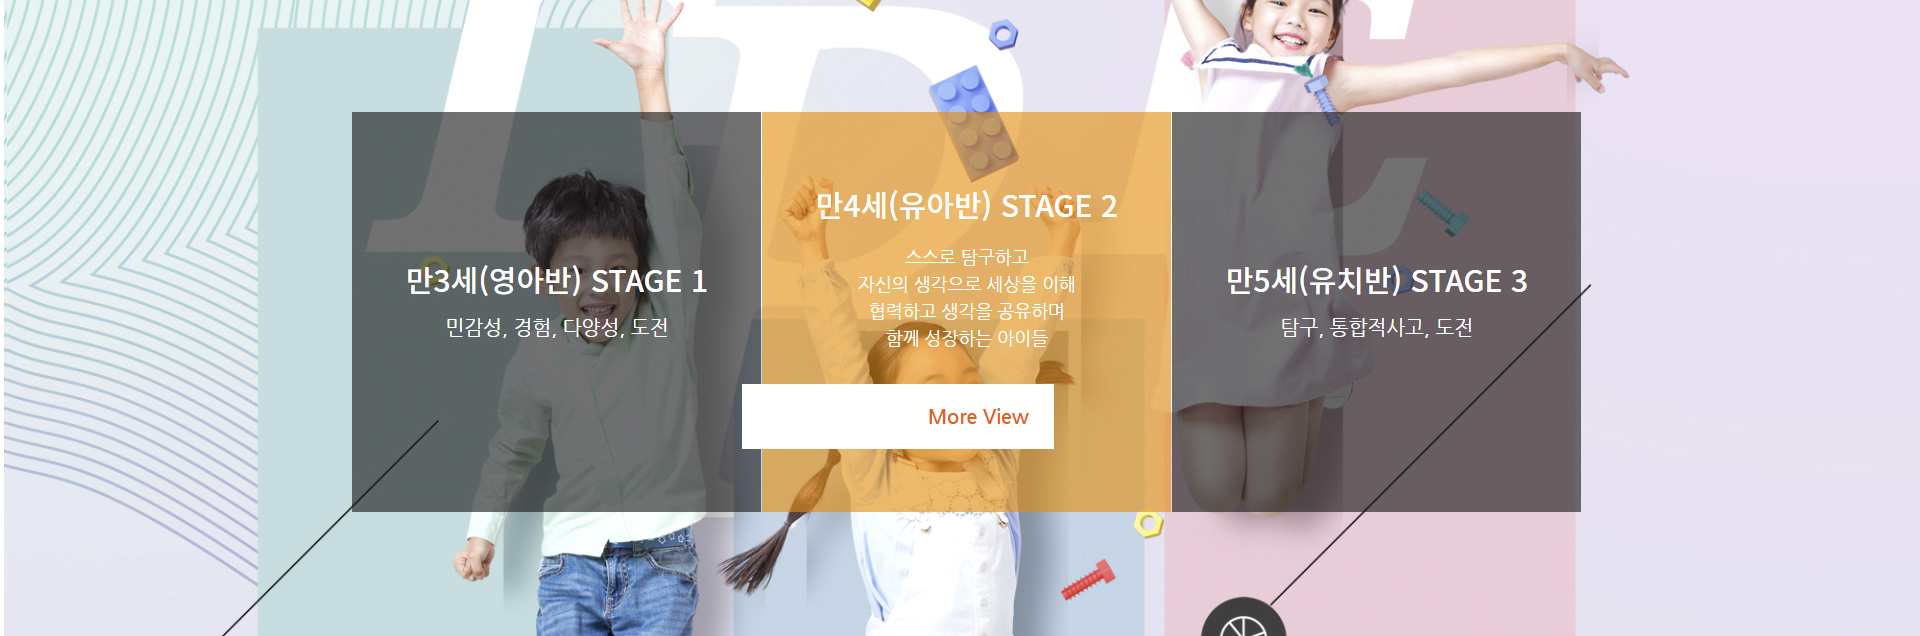 만3세(영아반) STAGE 1
민감성, 경험, 다양성, 도전
만4세(유아반) STAGE 2
스스로 탐구하고
자신의 생각으로 세상을 이해
협력하고 생각을 공유하며
함께 성장하는 아이들
More View
만5세(유치반) STAGE 3
탐구, 통합적사고, 도전